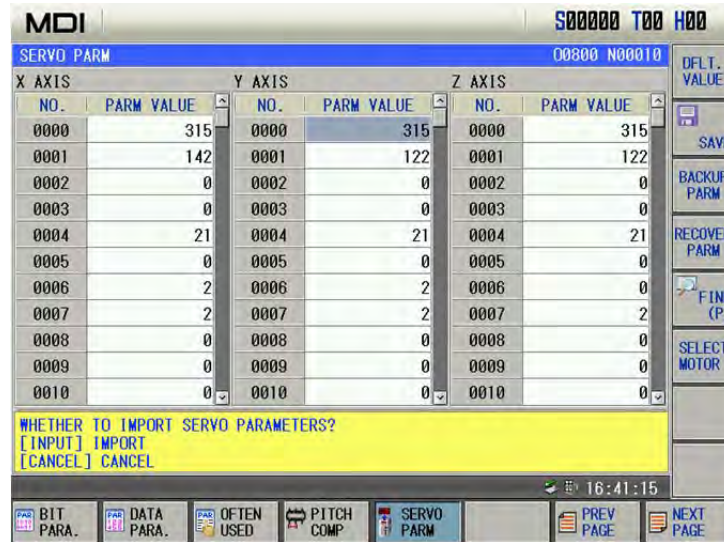 MDI
S00000 T00 H00
SERVO PARM O0800 N00010
X AXIS Y AXIS Z AXIS
NO. PARM VALUE NO. PARM VALUE NO. PARM VALUE
0000 315 0000 315 0000 315
0001 142 0001 122 0001 122
0002 0 0002 0 0002 0
0003 0 0003 0 0003 0
0004 21 0004 21 0004 21
0005 0 0005 0 0005 0
0006 2 0006 2 0006 2
0007 2 0007 2 0007 2
0008 0 0008 0 0008 0
0009 0 0009 0 0009 0
0010 0 0010 0 0010 0
WHETHER TO IMPORT SERVO PARAMETERS?
[INPUT] IMPORT
[CANCEL] CANCEL
16:41:15
DFLT.
VALUE
SAV
BACKUP
PARM
RECOVE
PARM
FIN
(P
SELECT
MOTOR
BIT
PARA.
DATA
PARA.
OFTEN
USED
PITCH
COMP
SERVO
PARM
PREV
PAGE
NEXT
PAGE